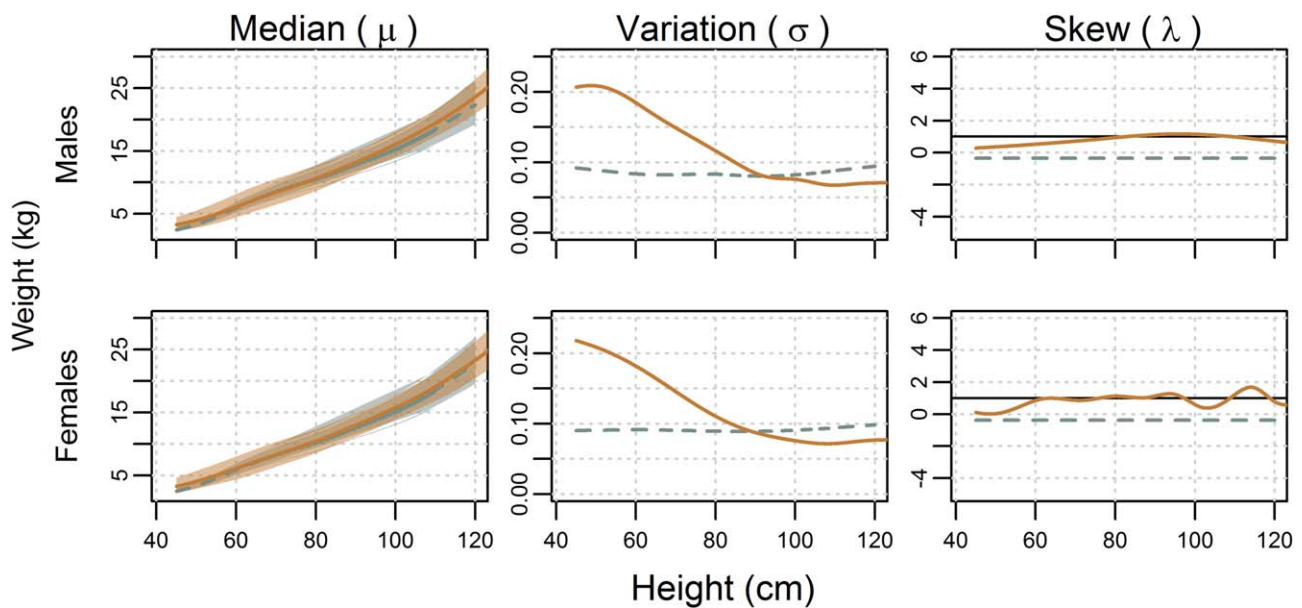 Median ( μ )
Variation ( σ )
Skew ( λ )
Weight (kg)
Males
5 15 25
0.00 0.10 0.20
-4 0 2 4 6
Females
5 15 25
0.00 0.10 0.20
-4 0 2 4 6
40 60 80 100 120
40 60 80 100 120
40 60 80 100 120
Height (cm)